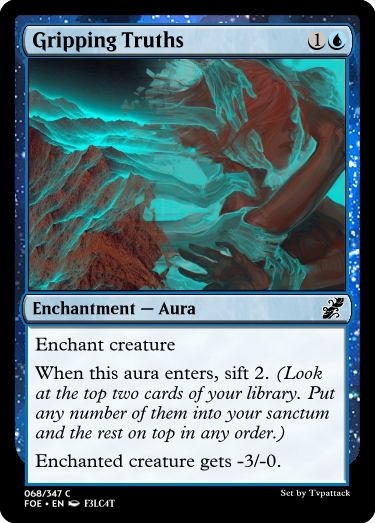 Gripping Truths 1
Enchantment — Aura
Enchant creature
When this aura enters, sift 2. (Look
at the top two cards of your library. Put
any number of them into your sanctum
and the rest on top in any order.)
Enchanted creature gets -3/-0.
068/347 C
FOE • EN F3LC4T
Set by Tvpattack